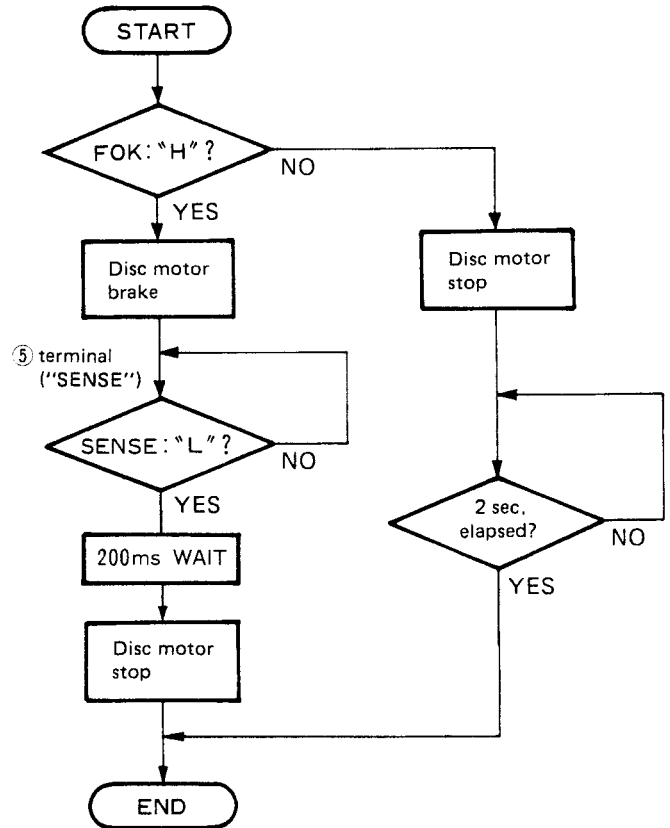 START
FOK: "H" ?
NO
YES
Disc motor
brake
Disc motor
stop
⑤ terminal
("SENSE")
SENSE: "L" ?
NO
YES
2 sec.
elapsed?
NO
YES
200ms WAIT
Disc motor
stop
END